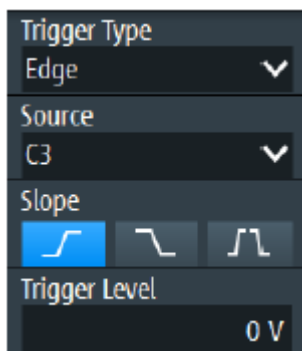 Trigger Type
Edge
Source
C3
Slope
Trigger Level
0 V